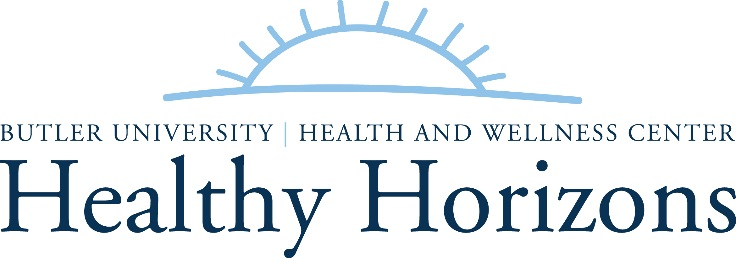 BUTLER UNIVERSITY | HEALTH AND WELLNESS CENTER
Healthy Horizons